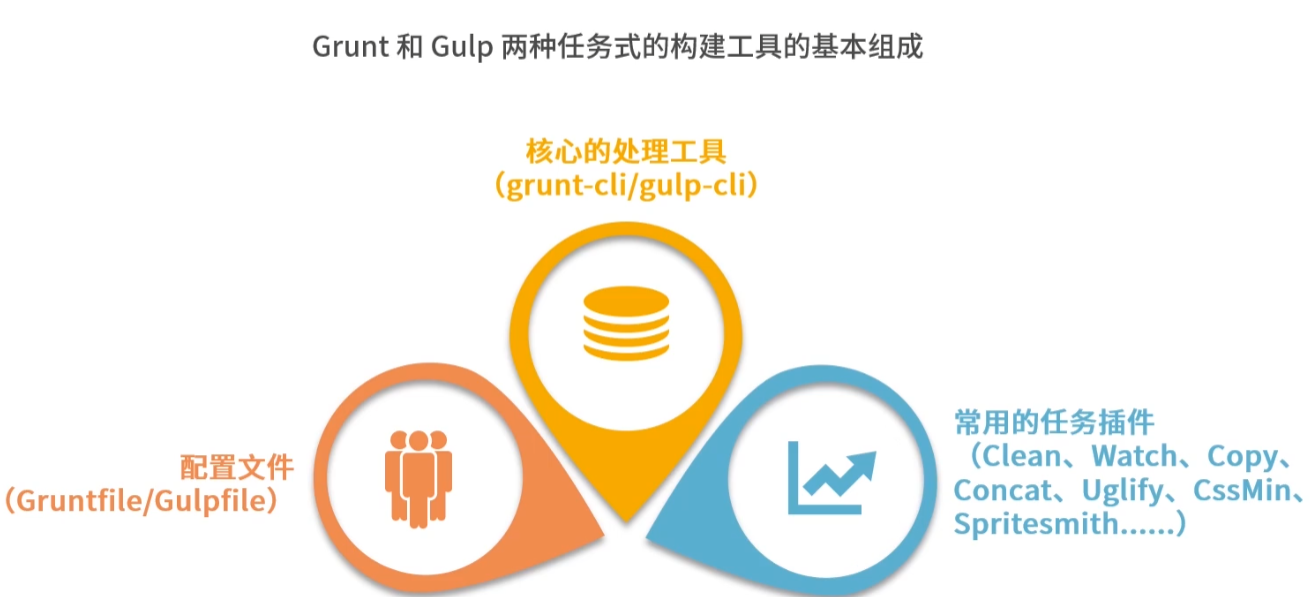 Grunt 和 Gulp 两种任务式的构建工具的基本组成
核心的处理工具
（grunt-cli/gulp-cli）
配置文件
（Gruntfile/Gulpfile）
常用的任务插件
（Clean、Watch、Copy、
Concat、Uglify、CssMin、
Spritesmith……）